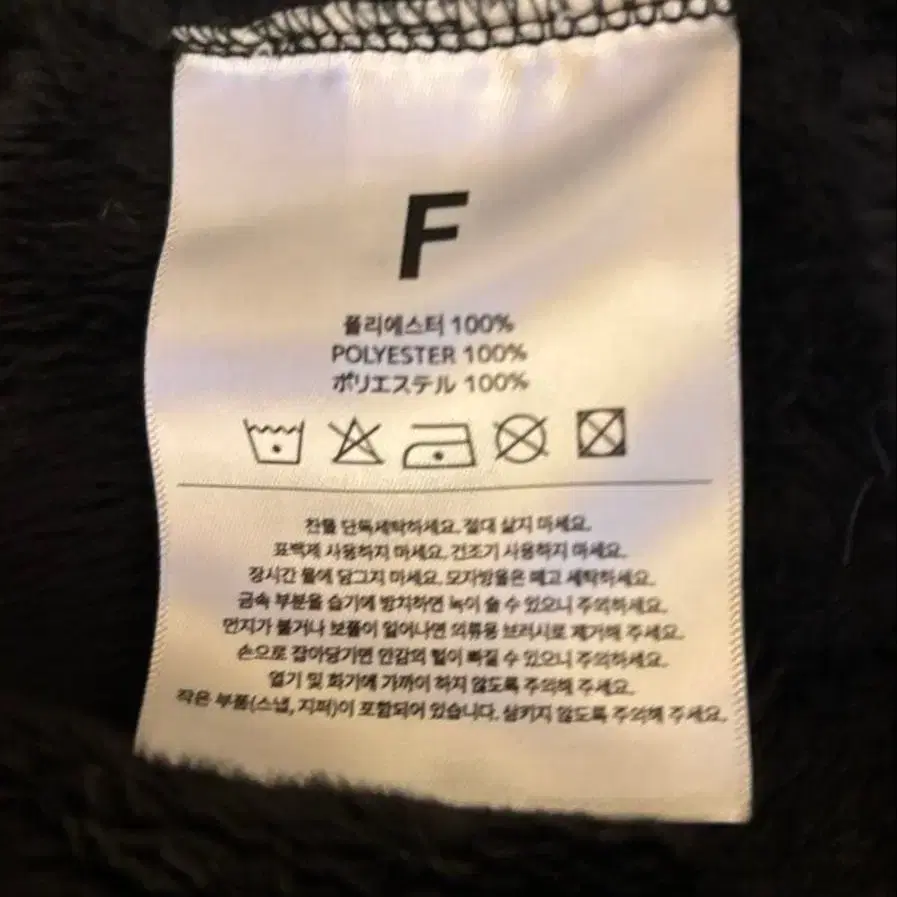 F
폴리에스터 100%
POLYESTER 100%
ポリエステル 100%
찬물 단독세탁하세요. 절대 삶지 마세요.
표백제 사용하지 마세요. 건조기 사용하지 마세요.
장시간 물에 담그지 마세요. 모자방울은 떼고 세탁하세요.
금속 부분을 습기에 방치하면 녹이 슬 수 있으니 주의하세요.
먼지가 붙거나 보풀이 일어나면 의류용 브러시로 제거해 주세요.
손으로 잡아당기면 안감의 털이 빠질 수 있으니 주의하세요.
열기 및 화기에 가까이 하지 않도록 주의해 주세요.
작은 부품(스냅, 지퍼)이 포함되어 있습니다. 삼키지 않도록 주의해 주세요.